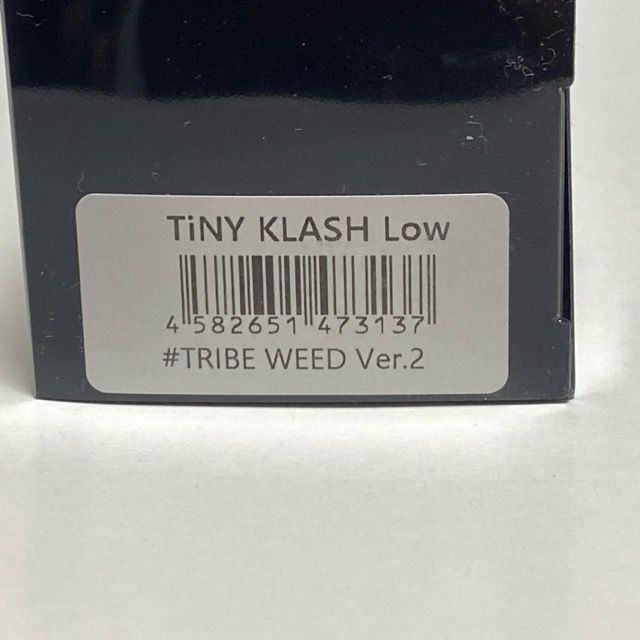 TiNY KLASH Low
4 582651 473137
#TRIBE WEED Ver.2